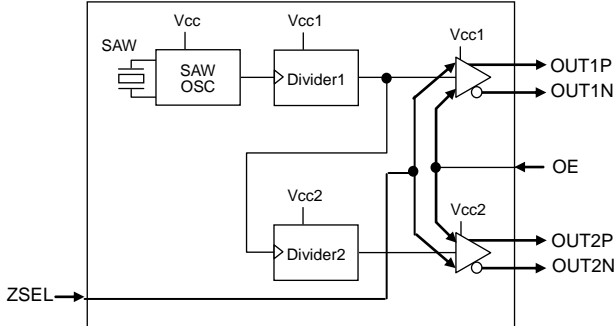 Vcc
Vcc1
SAW
SAW
OSC
Divider1
Vcc1
OUT1P
OUT1N
OE
Vcc2
Divider2
Vcc2
OUT2P
OUT2N
ZSEL